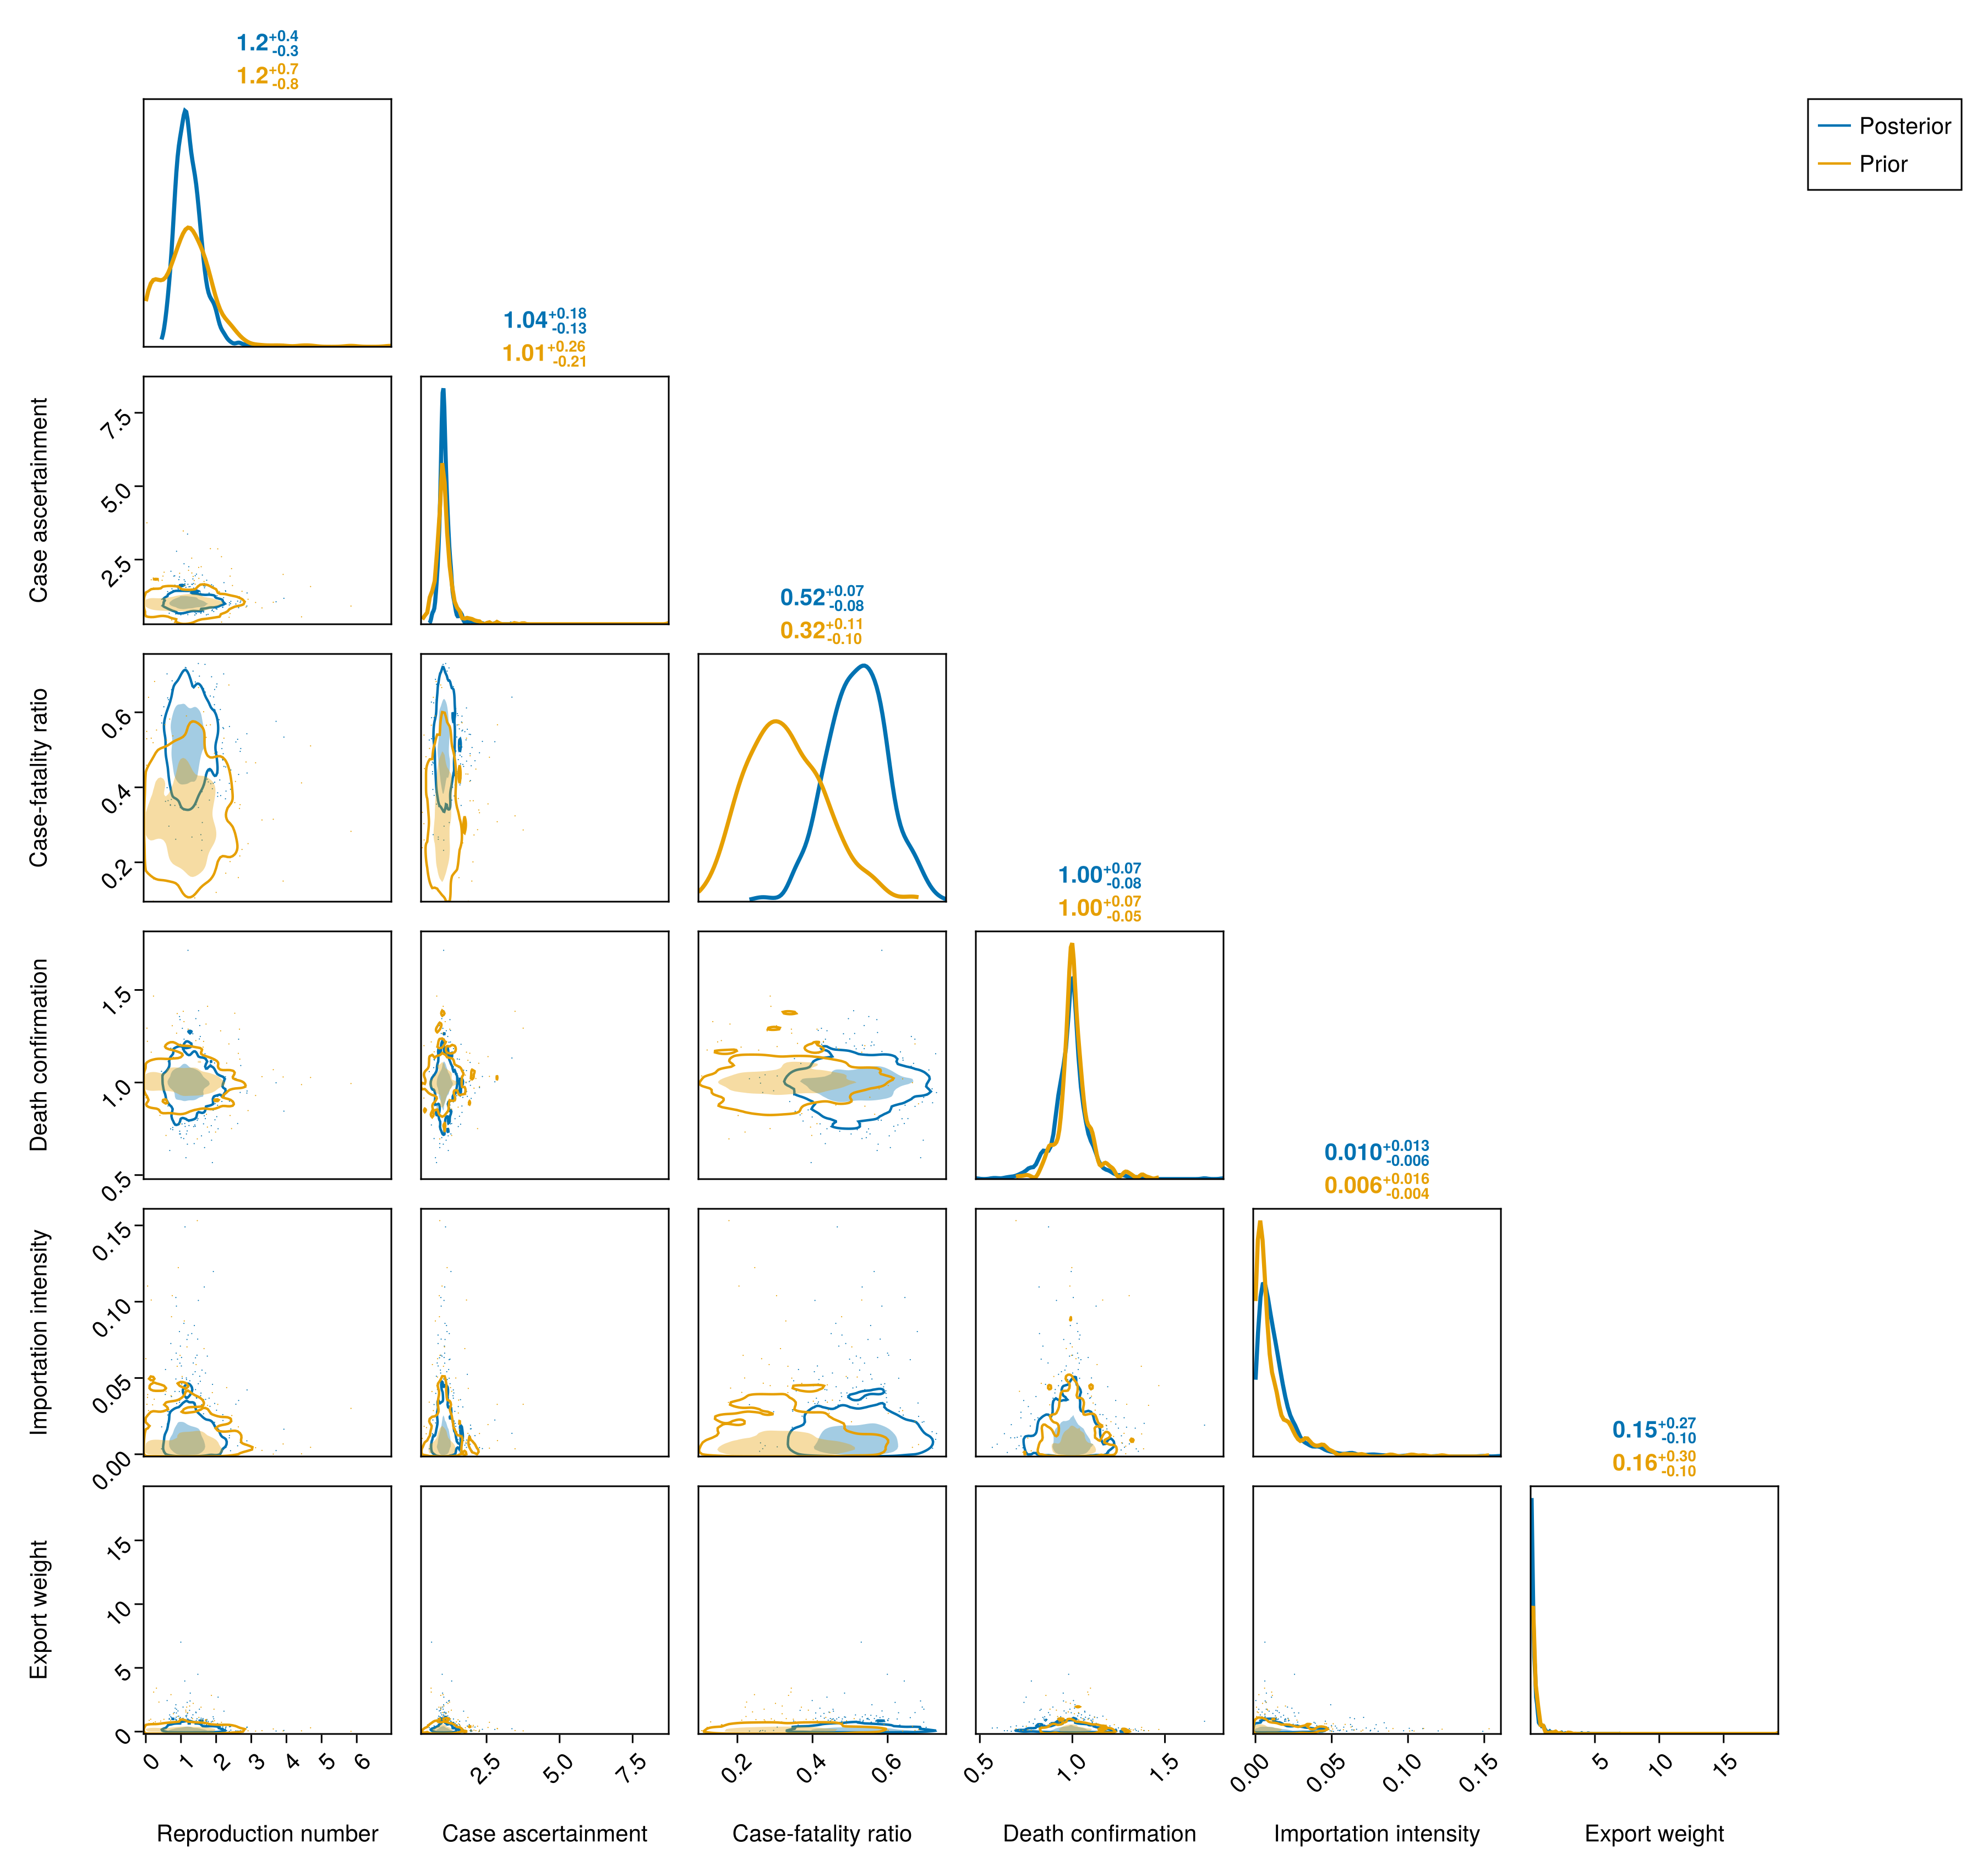 1.2+0.4-0.3
1.2+0.7-0.8
Posterior
Prior
1.04+0.18-0.13
1.01+0.26-0.21
Case ascertainment
7.5
5.0
2.5
0.52+0.07-0.08
0.32+0.11-0.10
Case-fatality ratio
0.6
0.4
0.2
1.00+0.07-0.08
1.00+0.07-0.05
Death confirmation
1.5
1.0
0.5
0.010+0.013-0.006
0.006+0.016-0.004
Importation intensity
0.15
0.10
0.05
0.00
0.15+0.27-0.10
0.16+0.30-0.10
Export weight
15
10
5
0
0 1 2 3 4 5 6
2.5 5.0 7.5
0.2 0.4 0.6
0.5 1.0 1.5
0.00 0.05 0.10 0.15
5 10 15
Reproduction number
Case ascertainment
Case-fatality ratio
Death confirmation
Importation intensity
Export weight